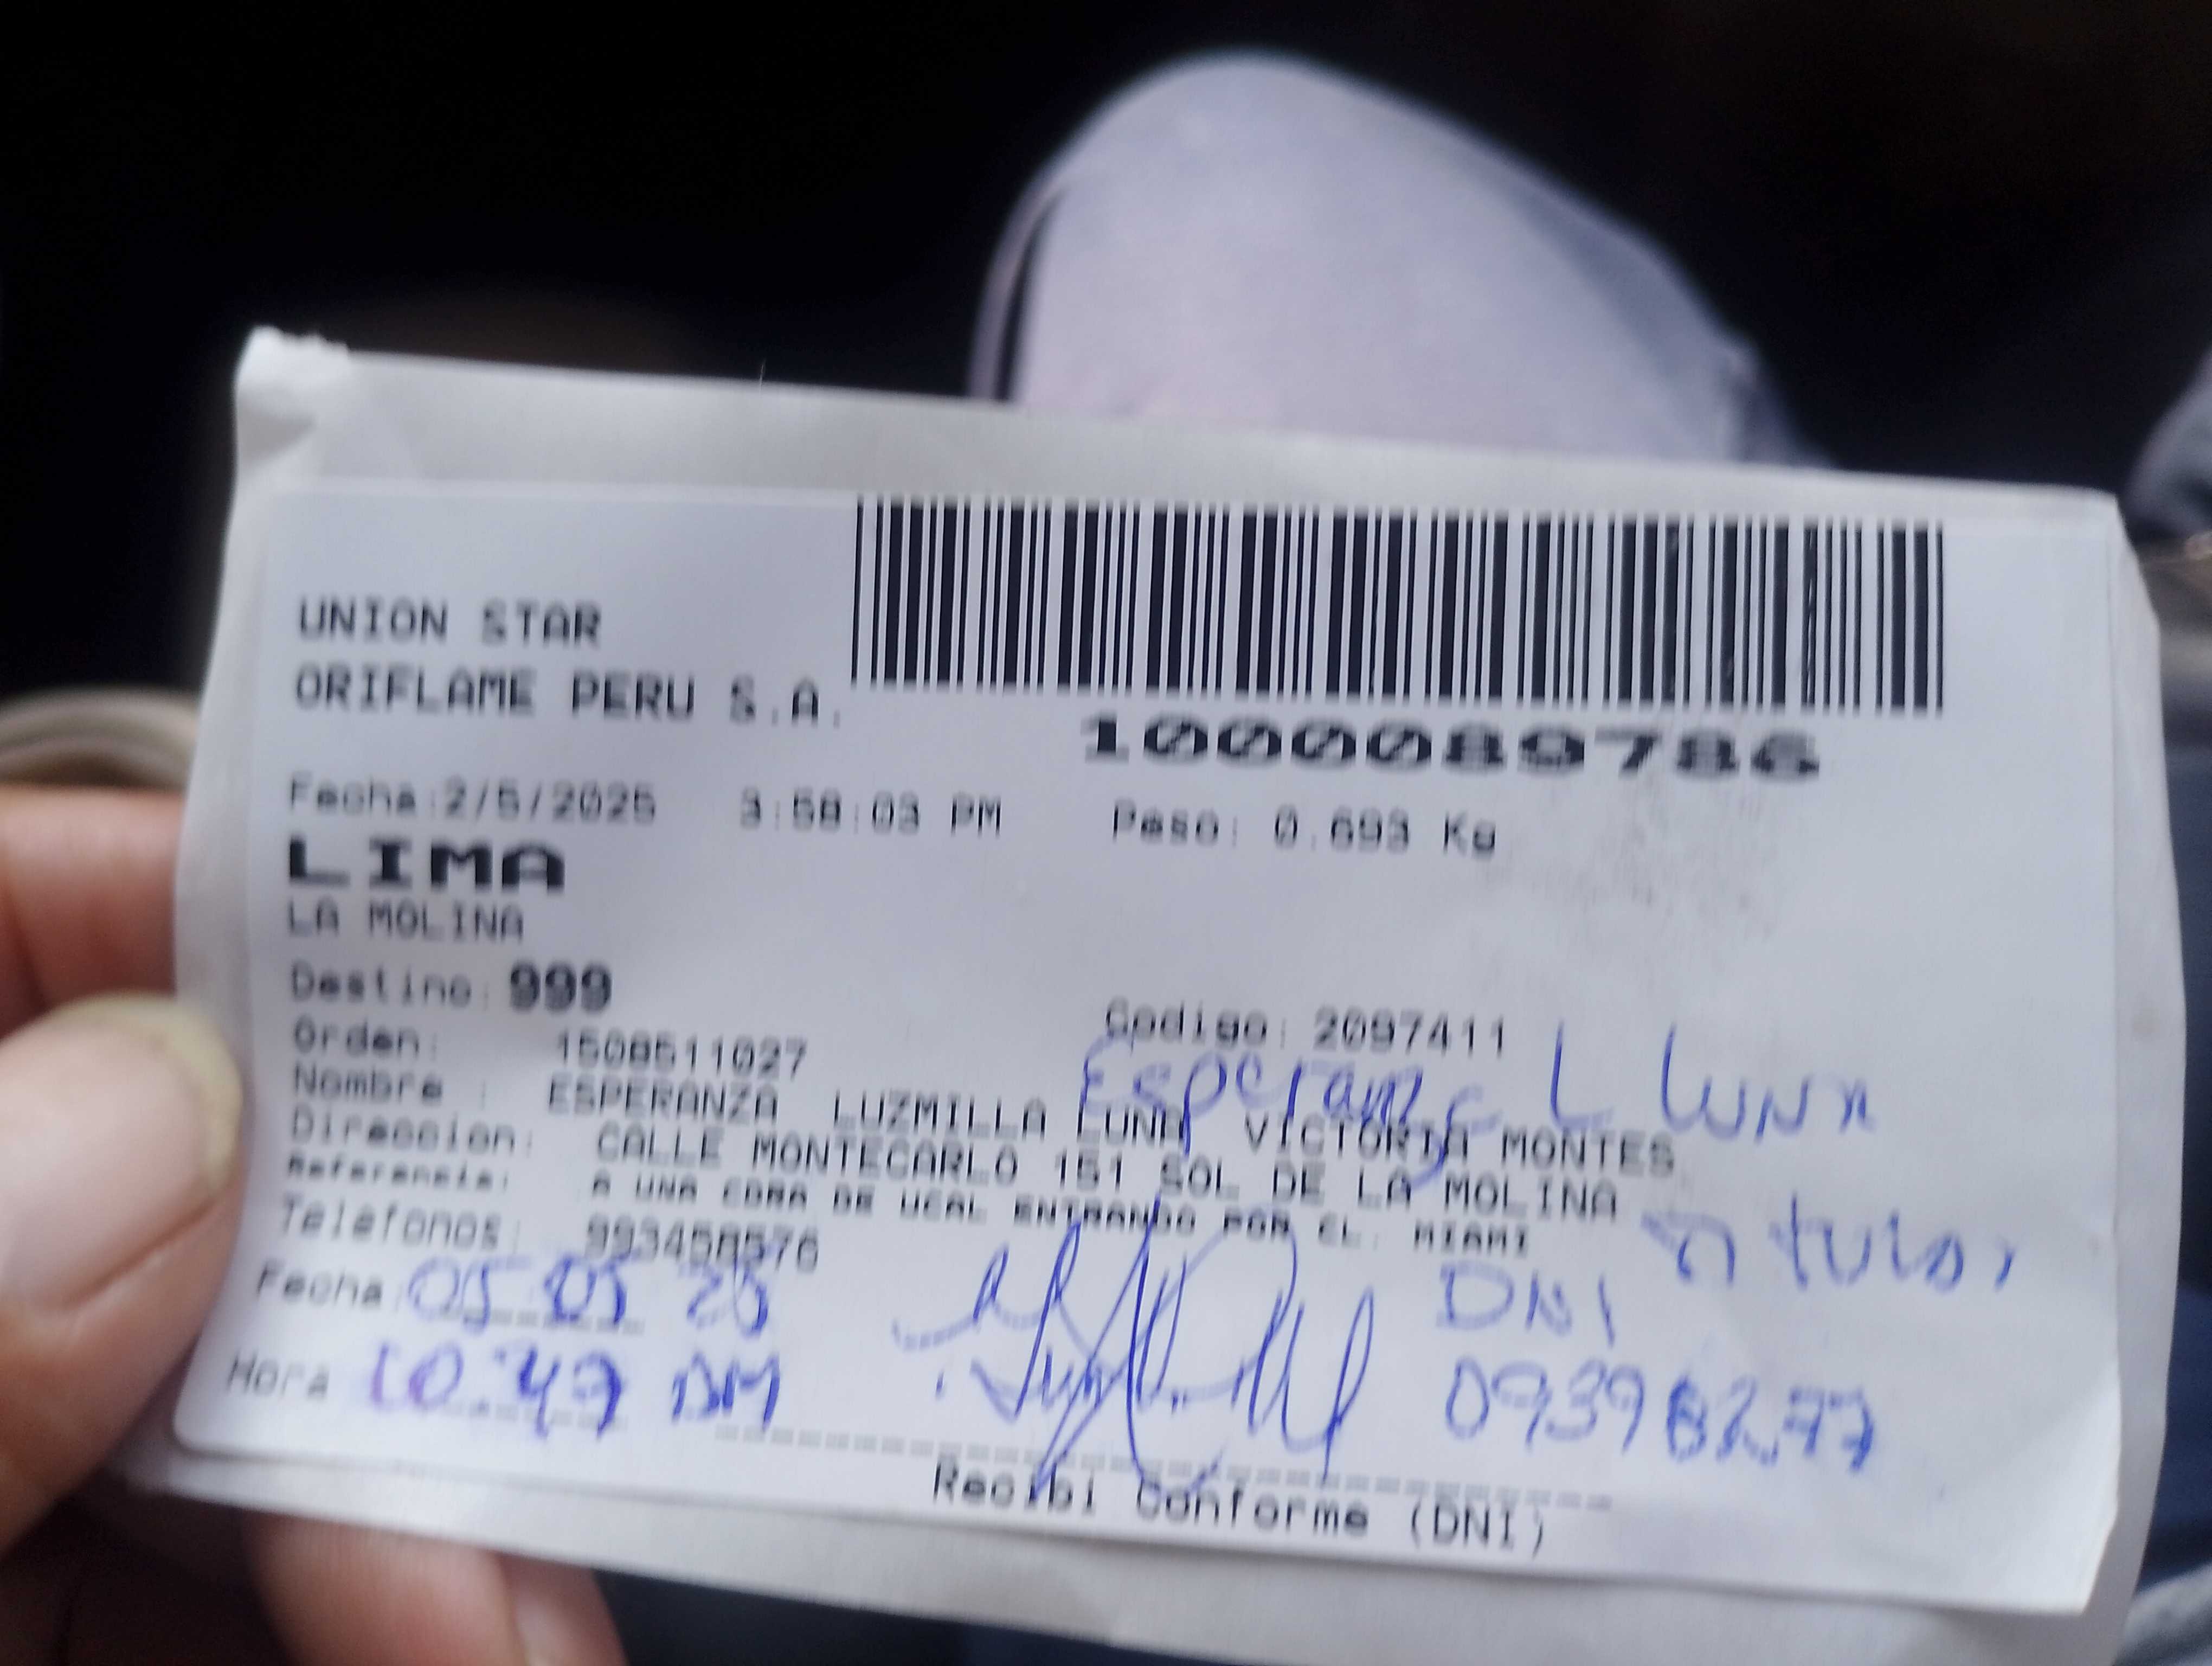 UNION STAR
ORIFLAME PERU S.A.
1000089786
Fecha:2/5/2025 3:58:03 PM Peso: 0.693 Kg
LIMA
LA MOLINA
Destino: 999
Codigo: 2097411
Orden: 1508511027
Esperanza L Luna
Nombre : ESPERANZA LUZMILLA LUNA VICTORIA MONTES
Direccion: CALLE MONTECARLO 151 SOL DE LA MOLINA
Referencia: A UNA CDRA DE UCAL ENTRANDO POR EL. MIAMI
Telefonos: 993458576
Fecha: 05 05 25
DNI
Hora 10:49 AM
Recibi Conforme (DNI)